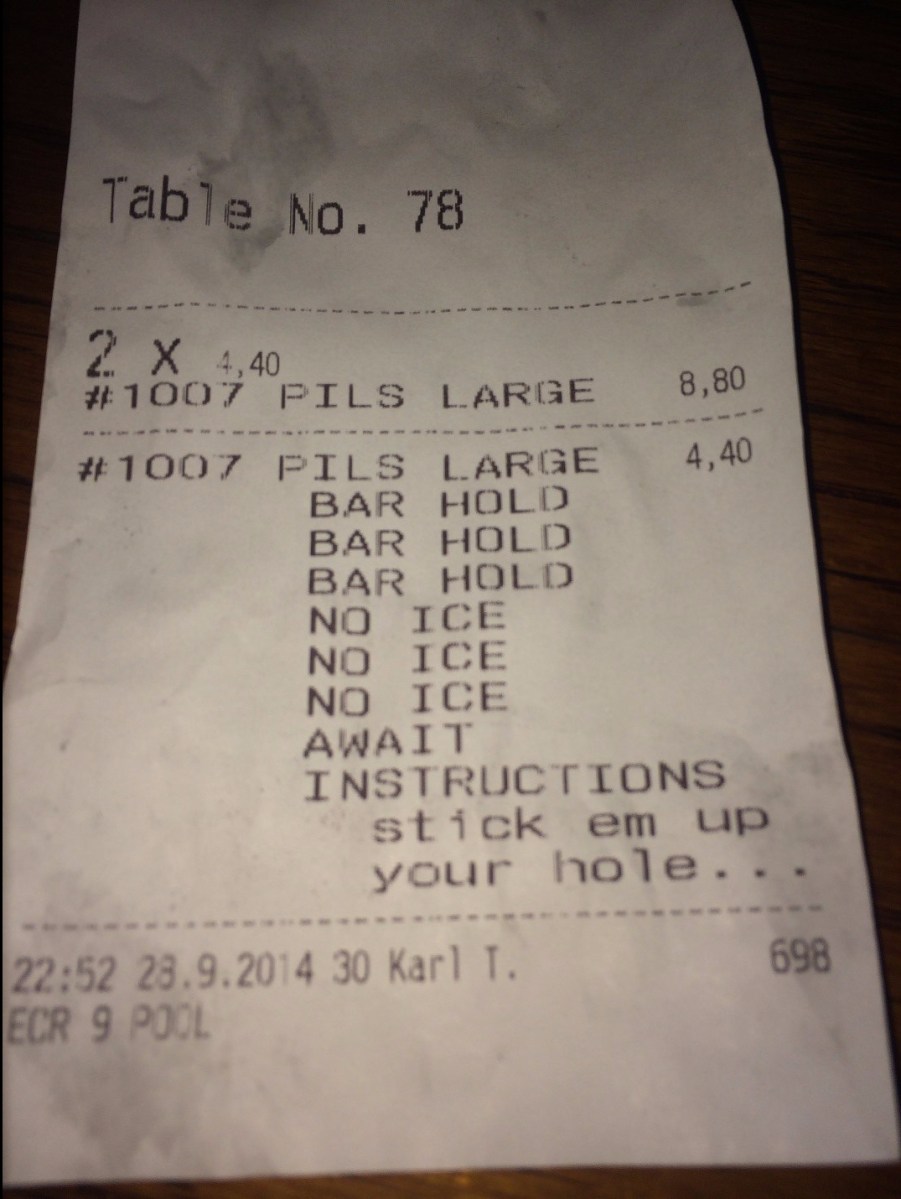 Table No. 78
2 X 4,40
#1007 PILS LARGE 8,80
#1007 PILS LARGE 4,40
BAR HOLD
BAR HOLD
BAR HOLD
NO ICE
NO ICE
NO ICE
AWAIT
INSTRUCTIONS
stick em up
your hole...
22:52 28.9.2014 30 Karl T. 698
ECR 9 POOL